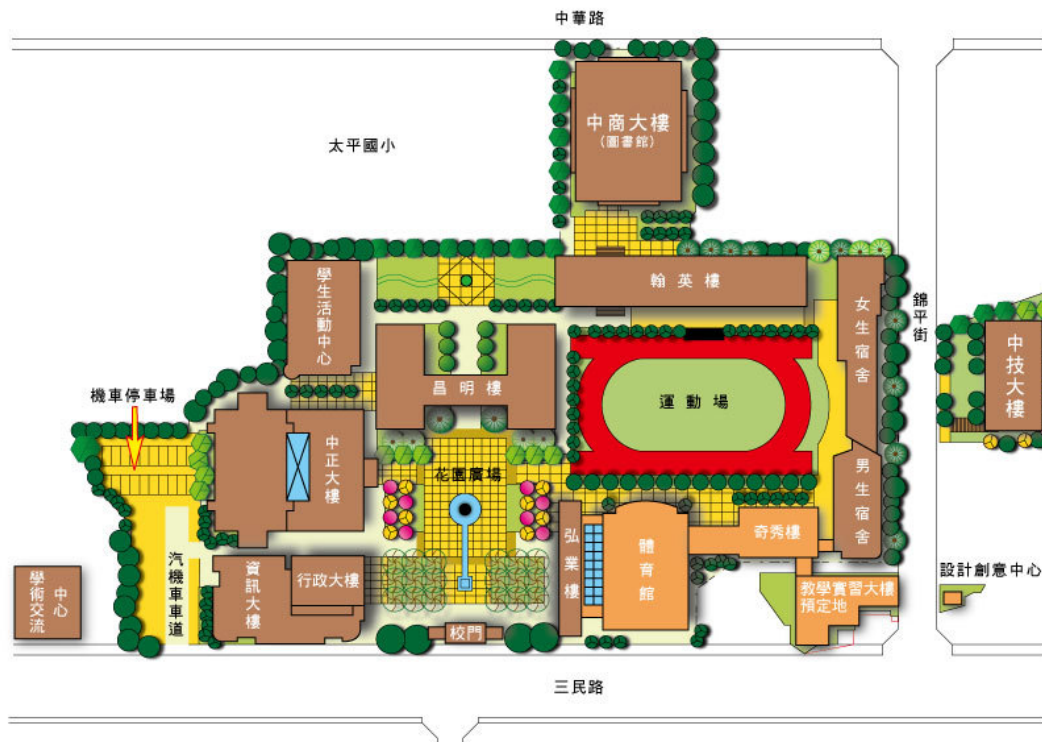 中華路
中商大樓
(圖書館)
太平國小
翰英樓
學生活動中心
女生宿舍
錦平街
中技大樓
昌明樓
運動場
機車停車場
中正大樓
花園廣場
男生宿舍
弘業樓
體育館
奇秀樓
汽機車車道
資訊大樓
行政大樓
學術交流
中心
設計創意中心
教學實習大樓
預定地
校門
三民路